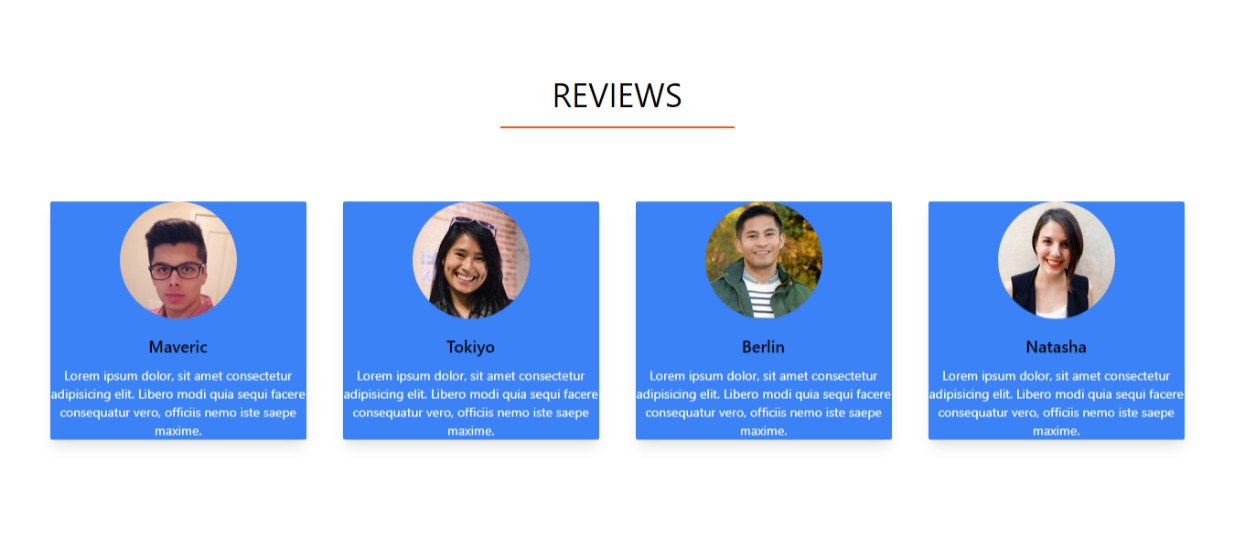 REVIEWS
Maveric
Lorem ipsum dolor, sit amet consectetur
adipisicing elit. Libero modi quia sequi facere
consequatur vero, officiis nemo iste saepe
maxime.
Tokiyo
Lorem ipsum dolor, sit amet consectetur
adipisicing elit. Libero modi quia sequi facere
consequatur vero, officiis nemo iste saepe
maxime.
Berlin
Lorem ipsum dolor, sit amet consectetur
adipisicing elit. Libero modi quia sequi facere
consequatur vero, officiis nemo iste saepe
maxime.
Natasha
Lorem ipsum dolor, sit amet consectetur
adipisicing elit. Libero modi quia sequi facere
consequatur vero, officiis nemo iste saepe
maxime.